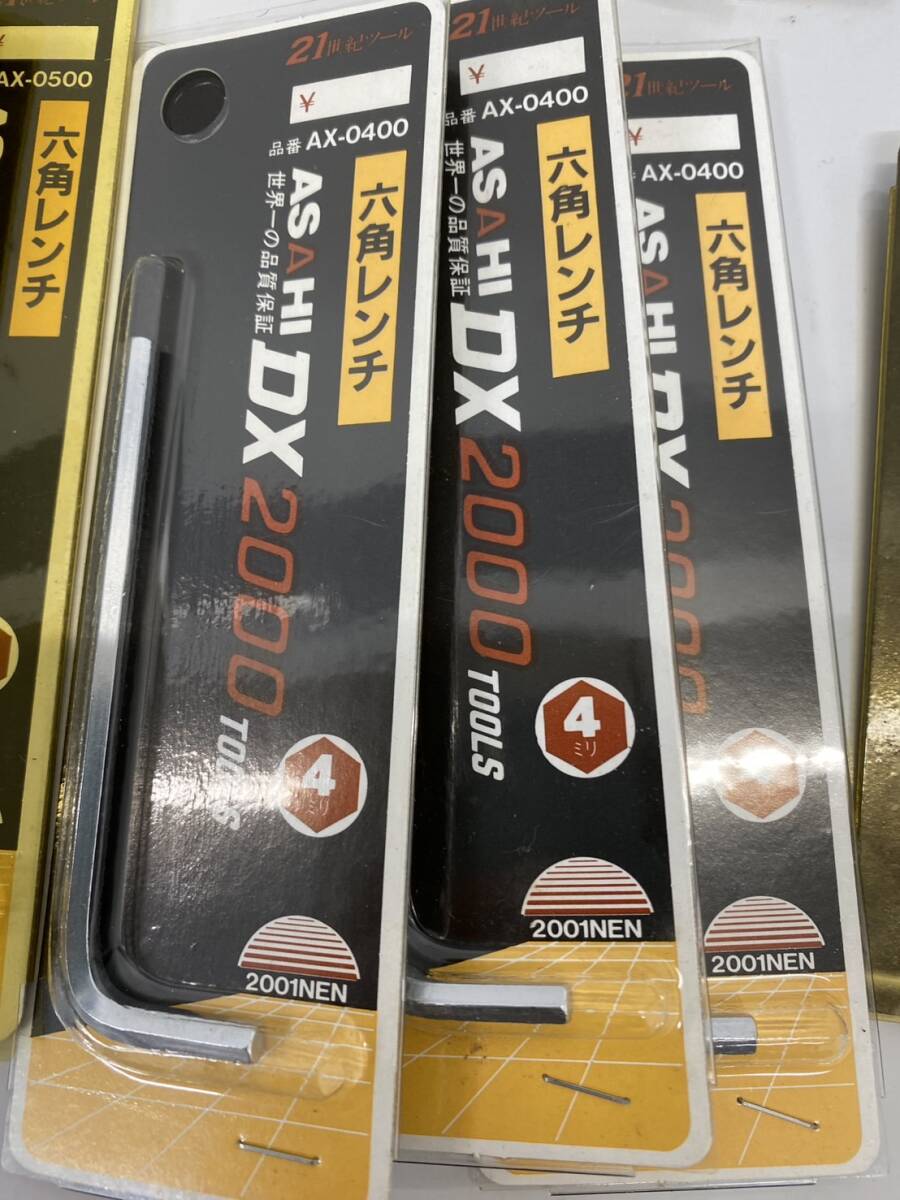 ¥
AX-0500
六角レンチ
21世紀ツール
¥
品番 AX-0400
六角レンチ
ASAHI DX 2000 TOOLS
世界一の品質保証
4
ミリ
2001NEN
21世紀ツール
¥
品番 AX-0400
六角レンチ
ASAHI DX 2000 TOOLS
世界一の品質保証
4
ミリ
2001NEN
21世紀ツール
¥
AX-0400
六角レンチ
ASAHI DX 2000
4
2001NEN